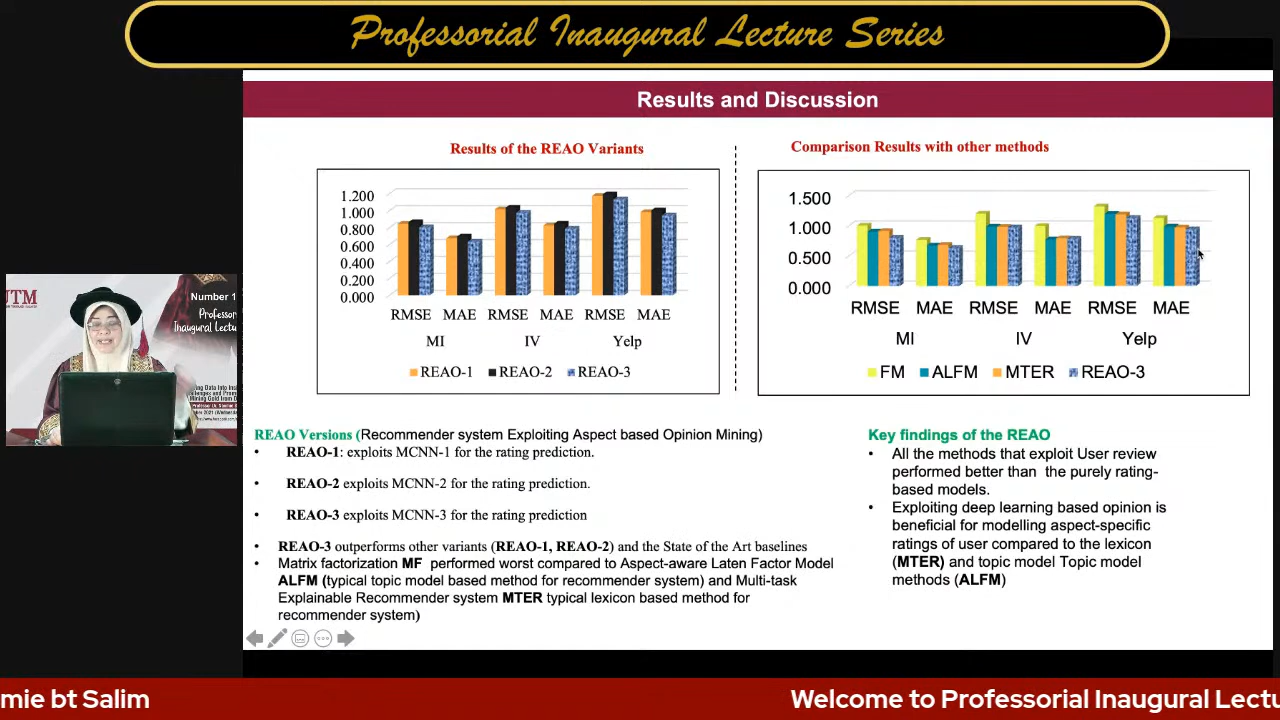 Professorial Inaugural Lecture Series
Results and Discussion
Results of the REAO Variants
1.200
1.000
0.800
0.600
0.400
0.200
0.000
RMSE MAE RMSE MAE RMSE MAE
MI IV Yelp
REAO-1 REAO-2 REAO-3
Comparison Results with other methods
1.500
1.000
0.500
0.000
RMSE MAE RMSE MAE RMSE MAE
MI IV Yelp
FM ALFM MTER REAO-3
UTM
Number 1
Professor
Inaugural Lectu
REAO Versions (Recommender system Exploiting Aspect based Opinion Mining)
• REAO-1: exploits MCNN-1 for the rating prediction.
• REAO-2 exploits MCNN-2 for the rating prediction.
• REAO-3 exploits MCNN-3 for the rating prediction
• REAO-3 outperforms other variants (REAO-1, REAO-2) and the State of the Art baselines
• Matrix factorization MF performed worst compared to Aspect-aware Laten Factor Model
ALFM (typical topic model based method for recommender system) and Multi-task
Explainable Recommender system MTER typical lexicon based method for
recommender system)
Key findings of the REAO
• All the methods that exploit User review
performed better than the purely rating-
based models.
• Exploiting deep learning based opinion is
beneficial for modelling aspect-specific
ratings of user compared to the lexicon
(MTER) and topic model Topic model
methods (ALFM)
mie bt Salim
Welcome to Professorial Inaugural Lectu